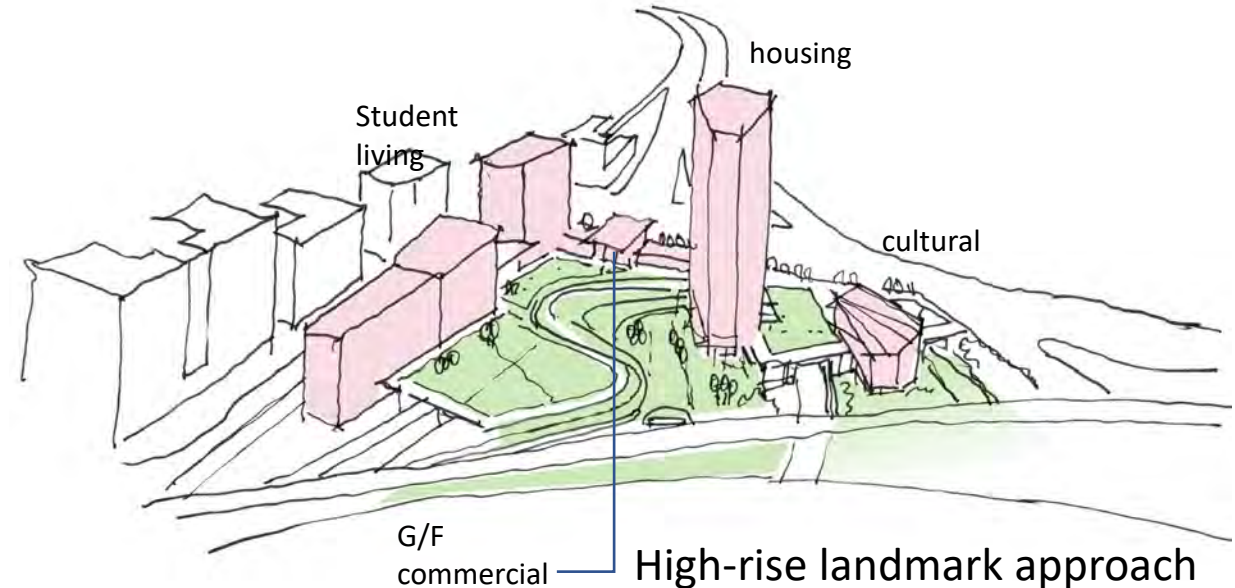 housing
Student
living
cultural
G/F
commercial
High-rise landmark approach